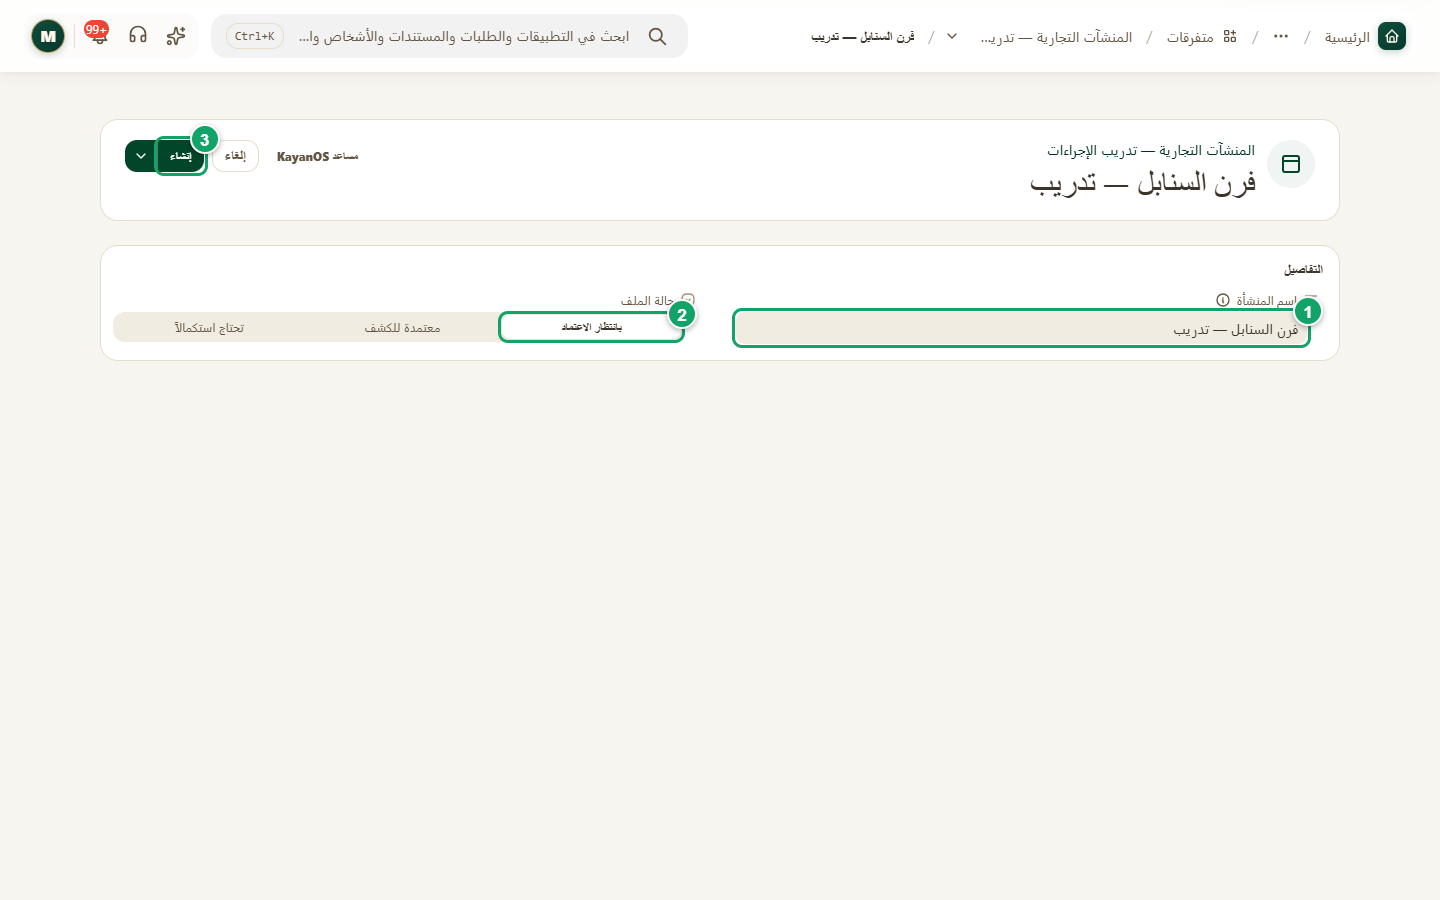 الرئيسية / ... / متفرقات / المنشآت التجارية — تدريـ... / فرن السنابل — تدريب
ابحث في التطبيقات والطلبات والمستندات والأشخاص وا... Ctrl+K
99+
M
المنشآت التجارية — تدريب الإجراءات
فرن السنابل — تدريب
مساعد KayanOS
إلغاء
إنشاء
3
التفاصيل
اسم المنشأة
1
فرن السنابل — تدريب
حالة الملف
2
بانتظار الاعتماد
معتمدة للكشف
تحتاج استكمالاً